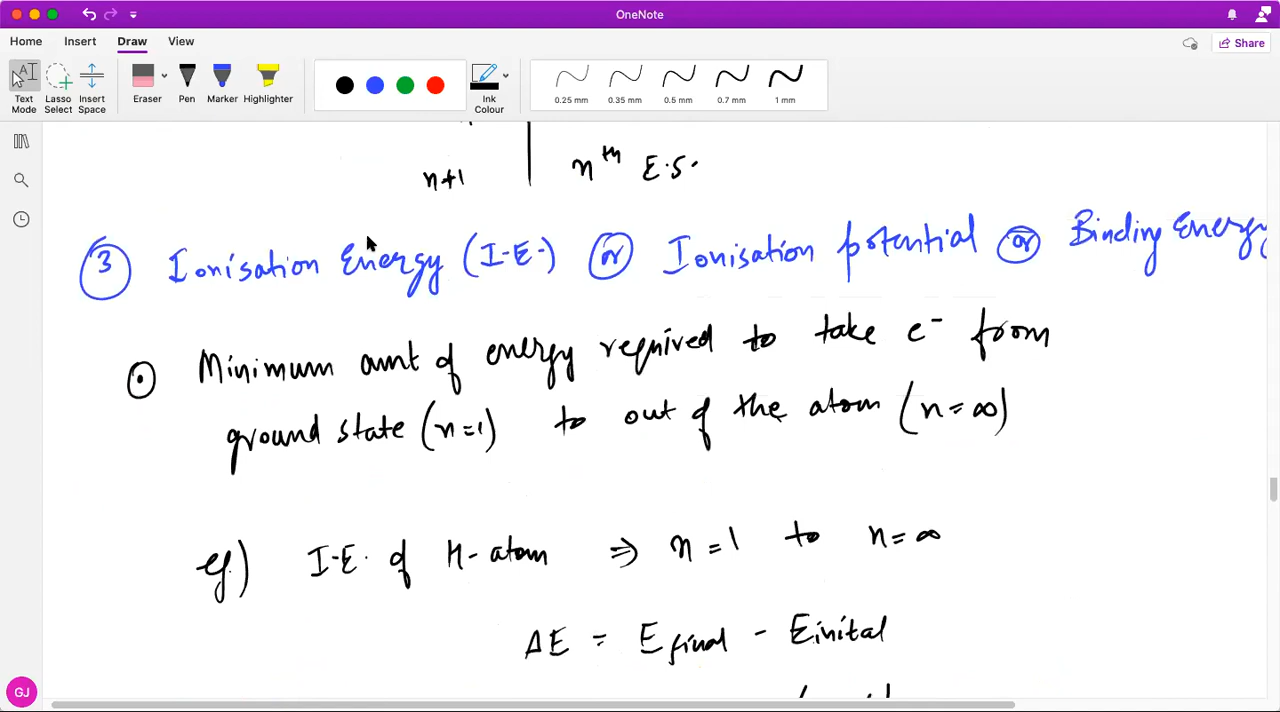 OneNote
Home Insert Draw View
Share
Text Mode
Lasso Select
Insert Space
Eraser
Pen
Marker
Highlighter
Ink Colour
0.25 mm 0.35 mm 0.5 mm 0.7 mm 1 mm
n+1 nth E.S.
3 Ionisation Energy (I.E.) or Ionisation potential or Binding Energy
Minimum amt of energy required to take e- from
ground state (n=1) to out of the atom (n=∞)
eg.) I.E. of H-atom ⇒ n=1 to n=∞
ΔE = Efinal - Einital
GJ